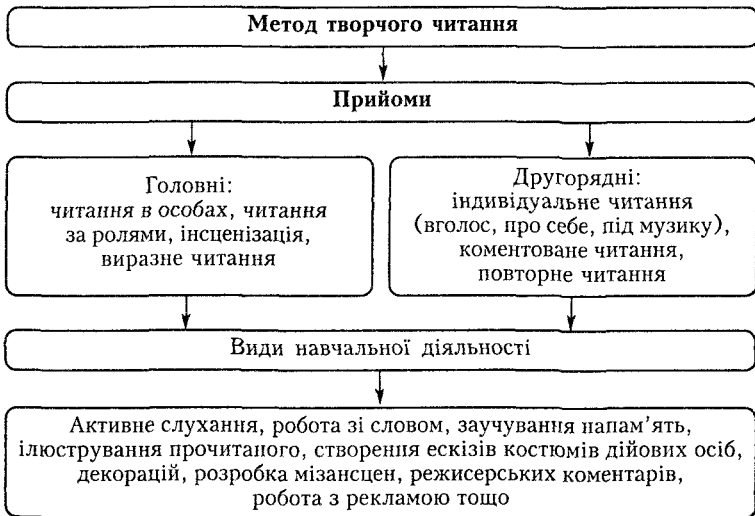 Метод творчого читання
Прийоми
Головні:
читання в особах, читання
за ролями, інсценізація,
виразне читання
Другорядні:
індивідуальне читання
(вголос, про себе, під музику),
коментоване читання,
повторне читання
Види навчальної діяльності
Активне слухання, робота зі словом, заучування напам'ять,
ілюстрування прочитаного, створення ескізів костюмів дійових осіб,
декорацій, розробка мізансцен, режисерських коментарів,
робота з рекламою тощо